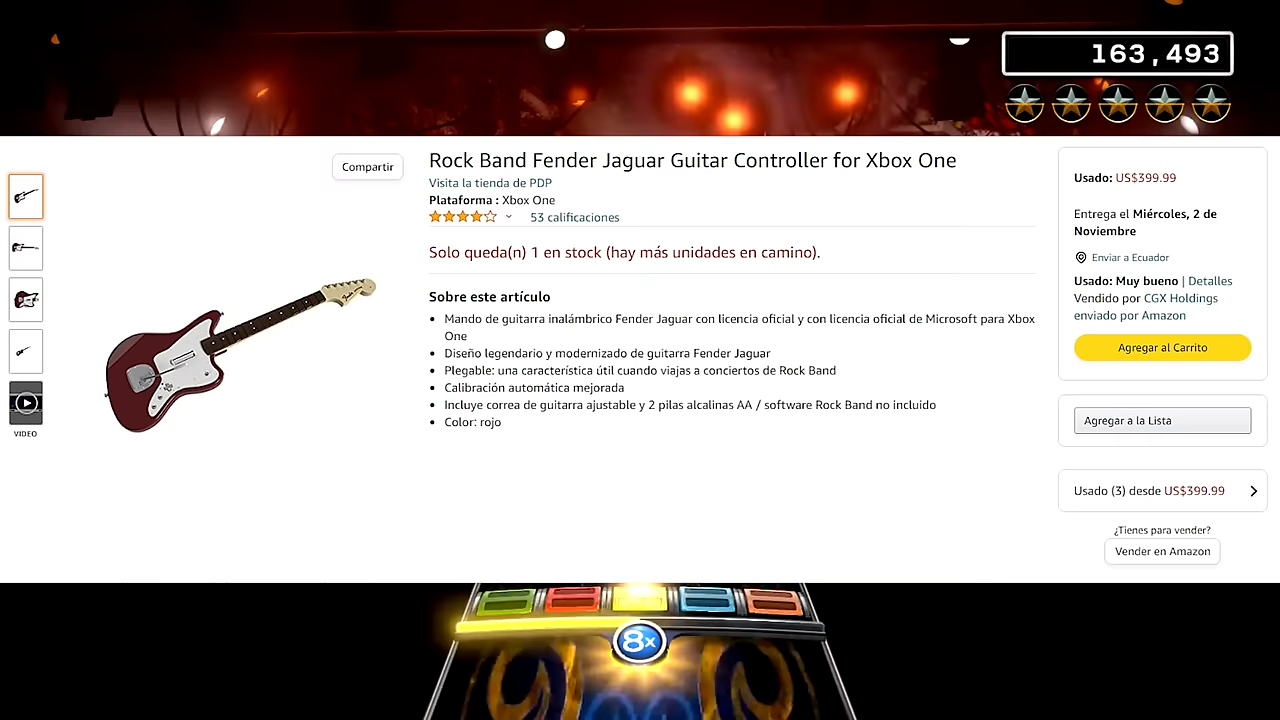 163,493
Compartir
Rock Band Fender Jaguar Guitar Controller for Xbox One
Visita la tienda de PDP
Plataforma : Xbox One
53 calificaciones
Solo queda(n) 1 en stock (hay más unidades en camino).
Sobre este artículo
Mando de guitarra inalámbrico Fender Jaguar con licencia oficial y con licencia oficial de Microsoft para Xbox
One
Diseño legendario y modernizado de guitarra Fender Jaguar
Plegable: una característica útil cuando viajas a conciertos de Rock Band
Calibración automática mejorada
Incluye correa de guitarra ajustable y 2 pilas alcalinas AA / software Rock Band no incluido
Color: rojo
VIDEO
Usado: US$399.99
Entrega el Miércoles, 2 de
Noviembre
Enviar a Ecuador
Usado: Muy bueno | Detalles
Vendido por CGX Holdings
enviado por Amazon
Agregar al Carrito
Agregar a la Lista
Usado (3) desde US$399.99
¿Tienes para vender?
Vender en Amazon
8x